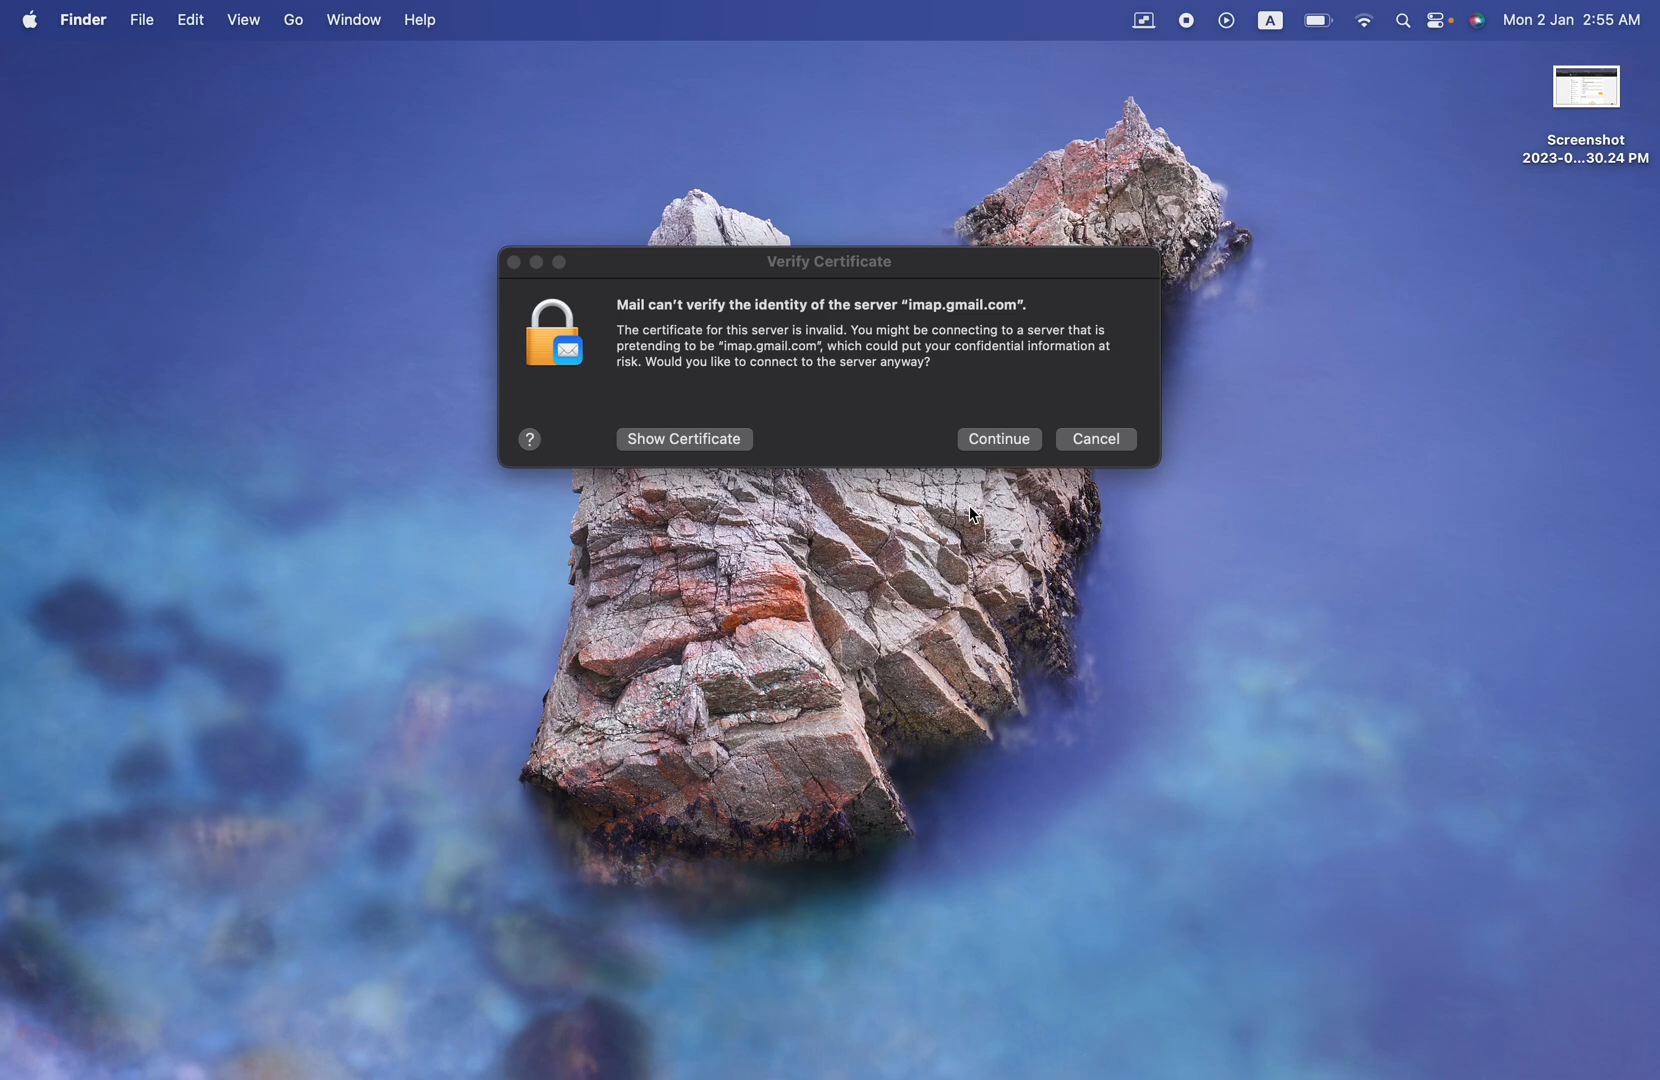 Finder File Edit View Go Window Help
A
Mon 2 Jan 2:55 AM
Screenshot
2023-0...30.24 PM
Verify Certificate
Mail can't verify the identity of the server “imap.gmail.com”.
The certificate for this server is invalid. You might be connecting to a server that is
pretending to be “imap.gmail.com”, which could put your confidential information at
risk. Would you like to connect to the server anyway?
? Show Certificate Continue Cancel